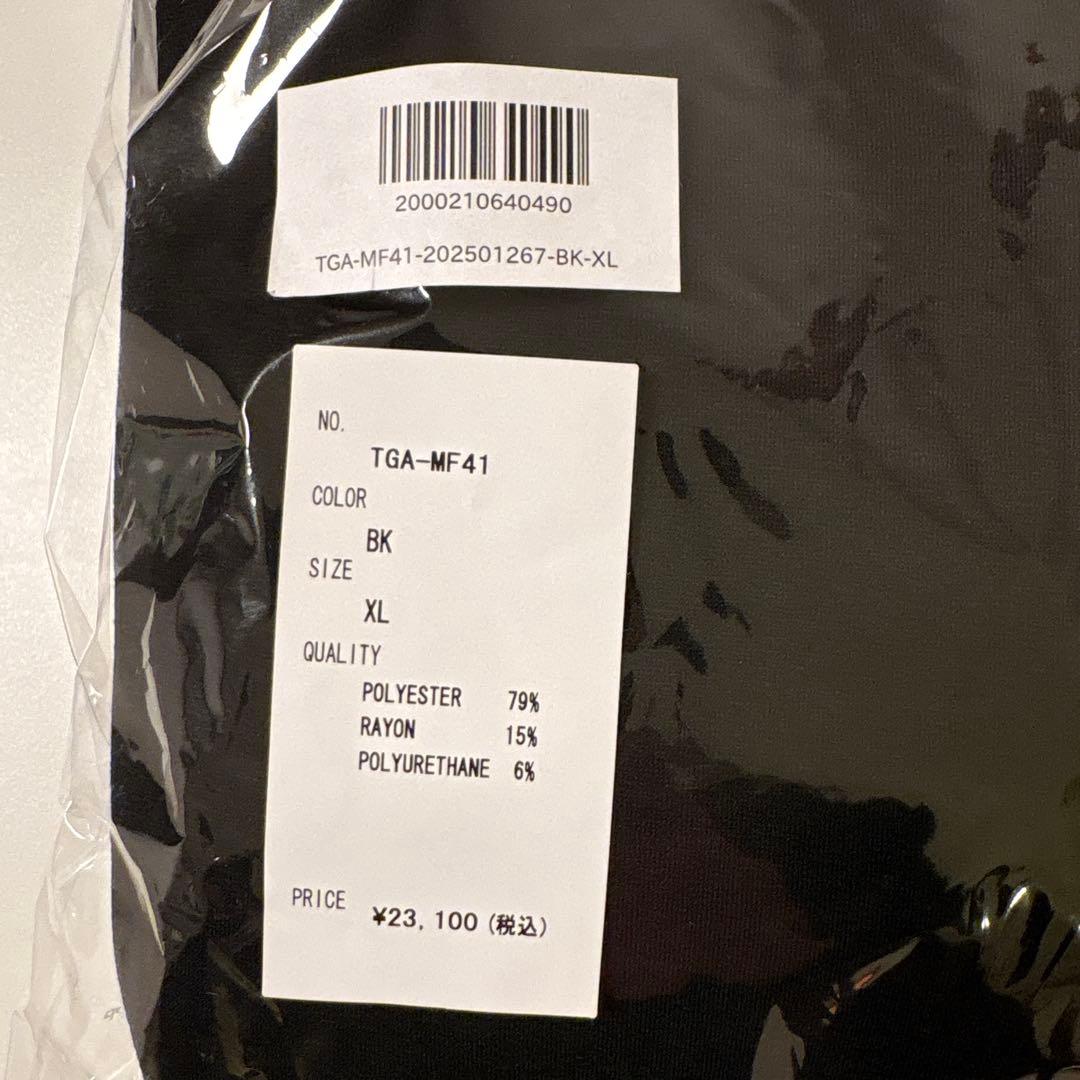 2000210640490
TGA-MF41-202501267-BK-XL
NO.
TGA-MF41
COLOR
BK
SIZE
XL
QUALITY
POLYESTER 79%
RAYON 15%
POLYURETHANE 6%
PRICE ¥23,100(税込)